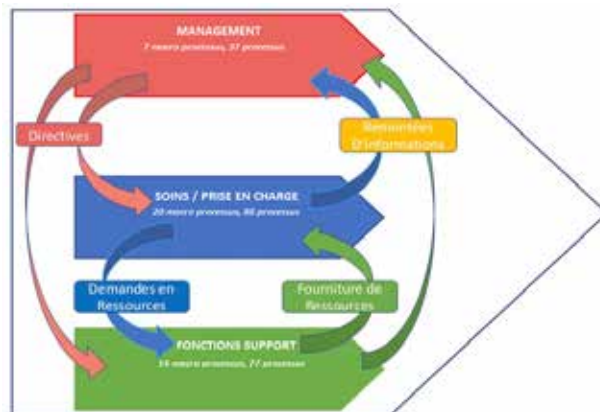 MANAGEMENT
7 macro processus, 37 processus
Directives
Remontées
D'informations
SOINS / PRISE EN CHARGE
20 macro processus, 86 processus
Demandes en
Ressources
Fourniture de
Ressources
FONCTIONS SUPPORT
macro processus, 77 processus